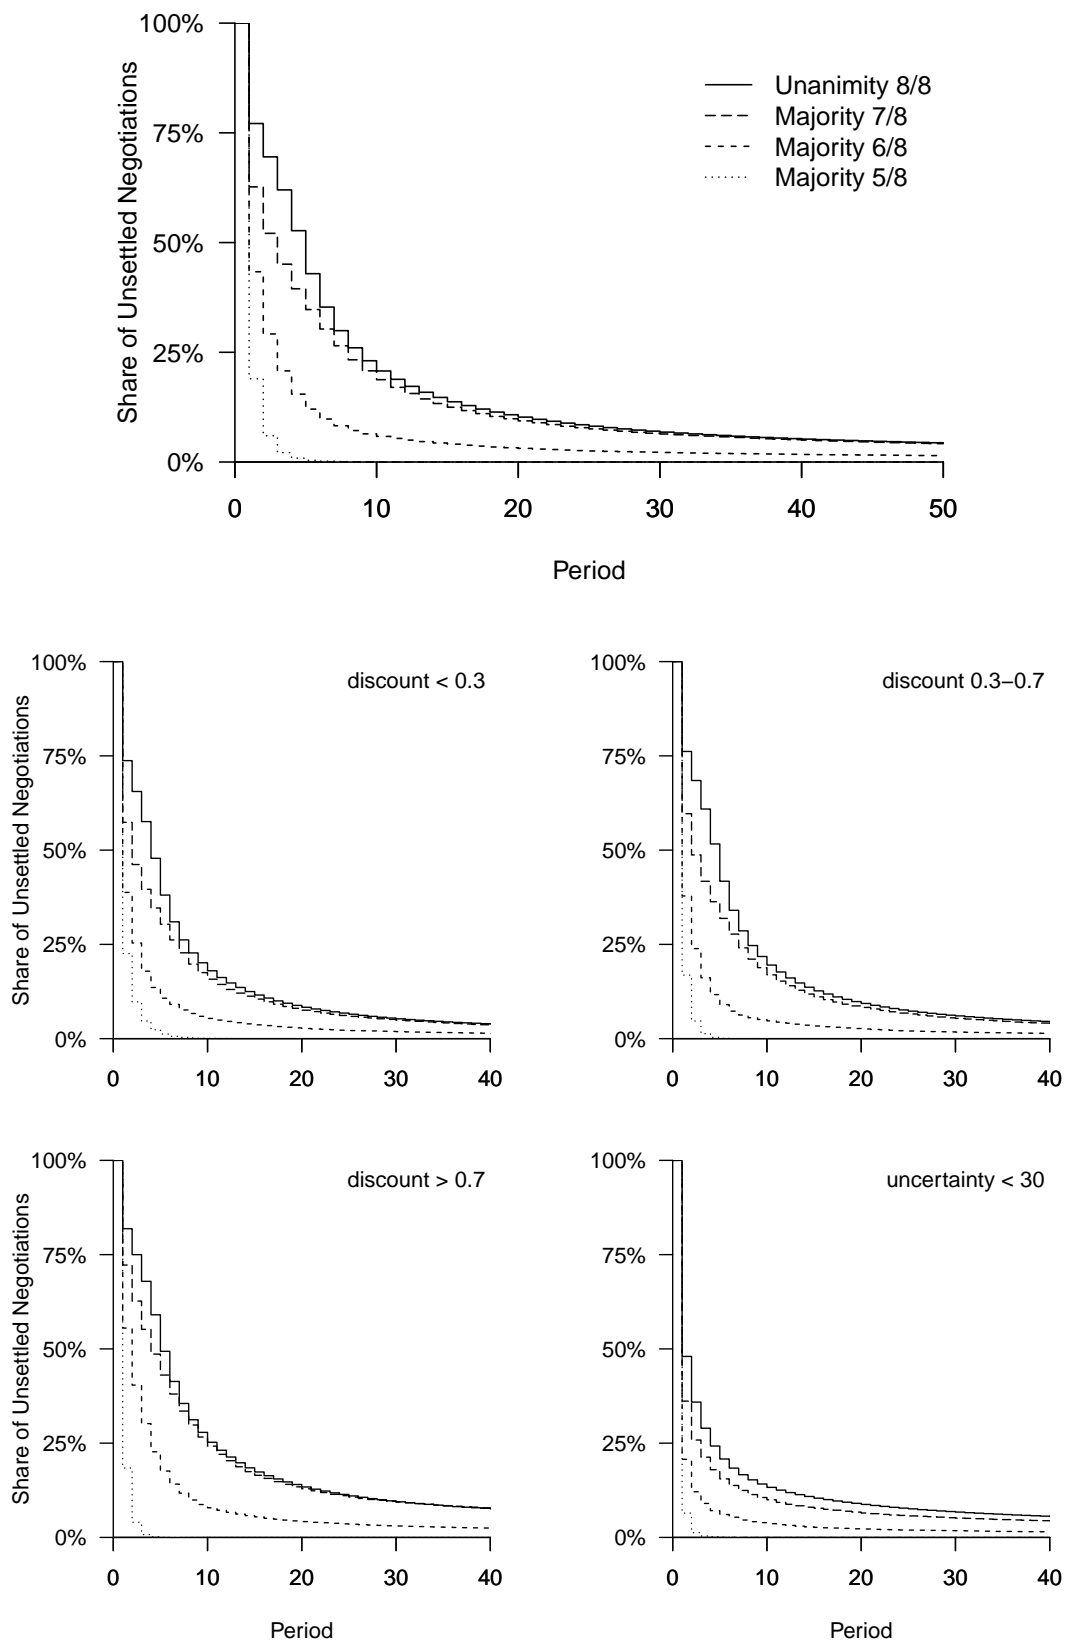 100%
75%
50%
25%
0%
Share of Unsettled Negotiations
Unanimity 8/8
Majority 7/8
Majority 6/8
Majority 5/8
0 10 20 30 40 50
Period
100%
75%
50%
25%
0%
Share of Unsettled Negotiations
discount < 0.3
0 10 20 30 40
100%
75%
50%
25%
0%
discount 0.3−0.7
0 10 20 30 40
100%
75%
50%
25%
0%
Share of Unsettled Negotiations
discount > 0.7
0 10 20 30 40
Period
100%
75%
50%
25%
0%
uncertainty < 30
0 10 20 30 40
Period